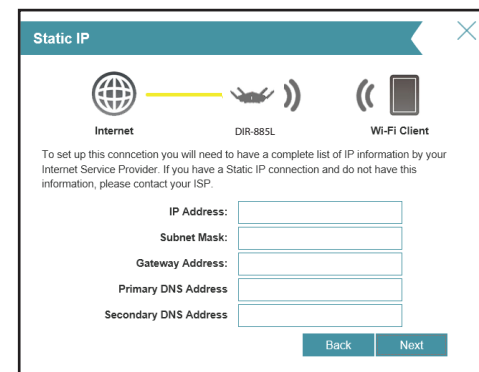 Static IP
Internet
DIR-885L
Wi-Fi Client
To set up this conncetion you will need to have a complete list of IP information by your
Internet Service Provider. If you have a Static IP connection and do not have this
information, please contact your ISP.
IP Address:
Subnet Mask:
Gateway Address:
Primary DNS Address
Secondary DNS Address
Back
Next